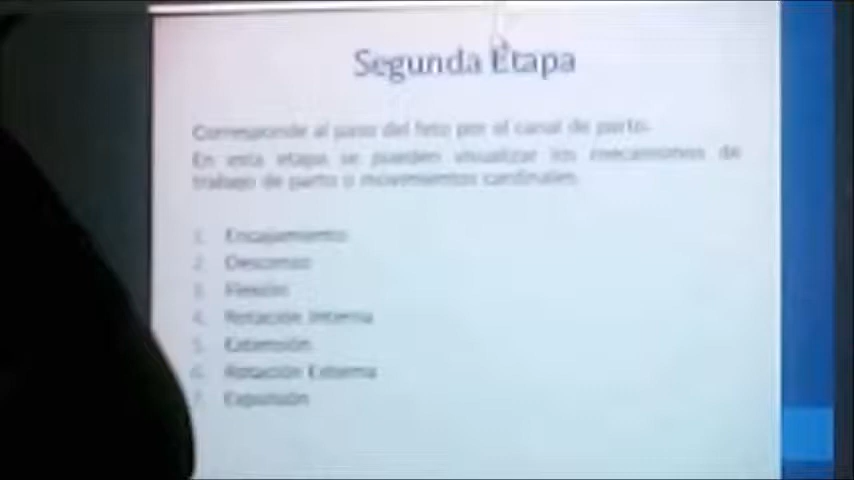 Segunda Etapa
Corresponde al paso del feto por el canal de parto.
En esta etapa se pueden visualizar los mecanismos de
trabajo de parto o movimientos cardinales.
1. Encajamiento
2. Descenso
3. Flexión
4. Rotación Interna
5. Extensión
6. Rotación Externa
7. Expulsión